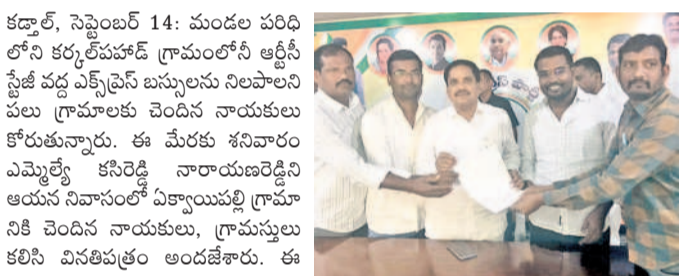 కడ్తాల్, సెప్టెంబర్ 14: మండల పరిధి
లోని కర్కల్‌పహాడ్ గ్రామంలోని ఆర్టీసీ
స్టేజీ వద్ద ఎక్స్‌ప్రెస్ బస్సులను నిలపాలని
పలు గ్రామాలకు చెందిన నాయకులు
కోరుతున్నారు. ఈ మేరకు శనివారం
ఎమ్మెల్యే కసిరెడ్డి నారాయణరెడ్డిని
ఆయన నివాసంలో ఏక్వాయిపల్లి గ్రామా
నికి చెందిన నాయకులు, గ్రామస్తులు
కలిసి వినతిపత్రం అందజేశారు. ఈ